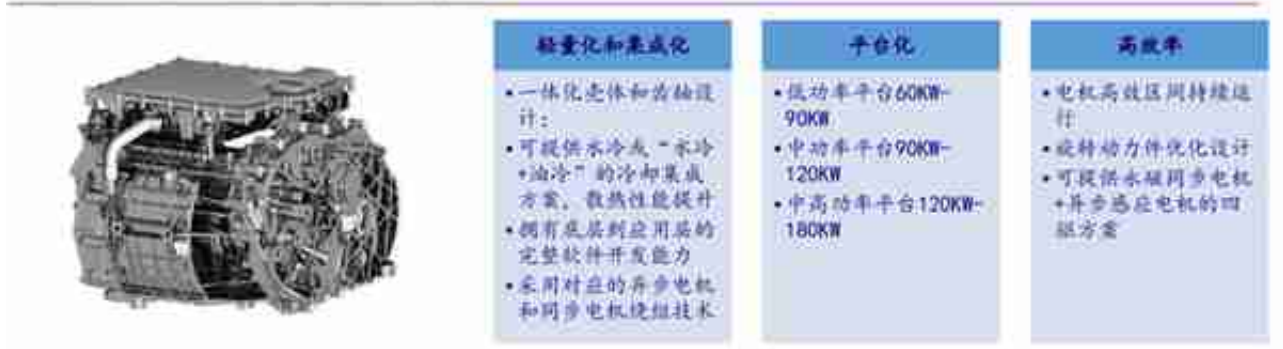 轻量化和集成化
•一体化壳体和齿轴设
计；
•可提供水冷或“水冷
+油冷”的冷却集成
方案，散热性能提升
•拥有底层到应用层的
完整软件开发能力
•采用对应的异步电机
和同步电机绕组技术
平台化
•低功率平台60KW-
90KW
•中功率平台90KW-
120KW
•中高功率平台120KW-
180KW
高效率
•电机高效区间持续运
行
•旋转动力件优化设计
•可提供永磁同步电机
+异步感应电机的四
驱方案